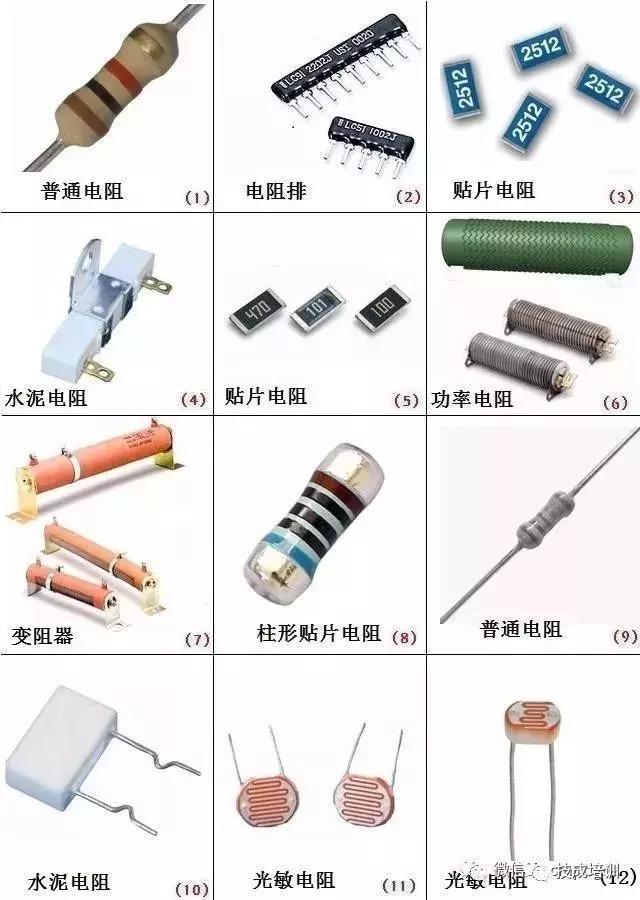 LCSI 2202J USI 0020
LCSI 1002J
2512
2512
2512
2512
普通电阻 (1)
电阻排 (2)
贴片电阻 (3)
470
101
100
水泥电阻 (4)
贴片电阻 (5)
功率电阻 (6)
变阻器 (7)
柱形贴片电阻 (8)
普通电阻 (9)
水泥电阻 (10)
光敏电阻 (11)
光敏电阻 (12)
微信 技成培训